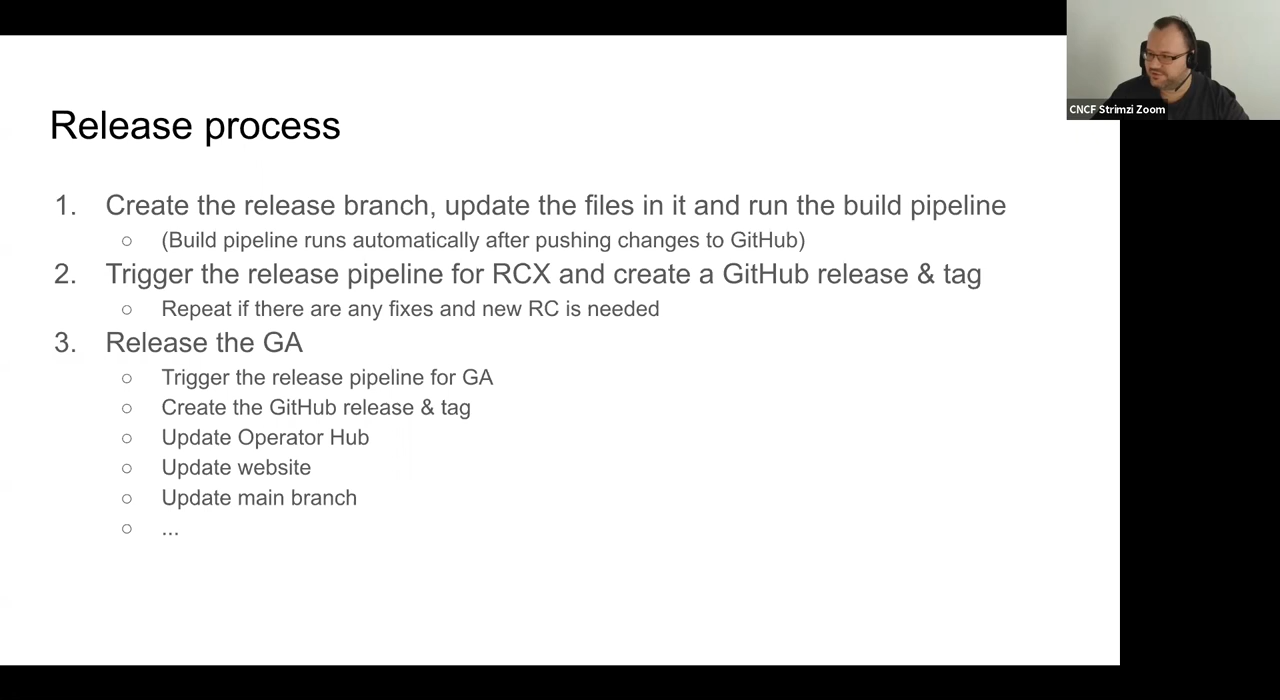 CNCF Strimzi Zoom
Release process
1. Create the release branch, update the files in it and run the build pipeline
○ (Build pipeline runs automatically after pushing changes to GitHub)
2. Trigger the release pipeline for RCX and create a GitHub release & tag
○ Repeat if there are any fixes and new RC is needed
3. Release the GA
○ Trigger the release pipeline for GA
○ Create the GitHub release & tag
○ Update Operator Hub
○ Update website
○ Update main branch
○ ...